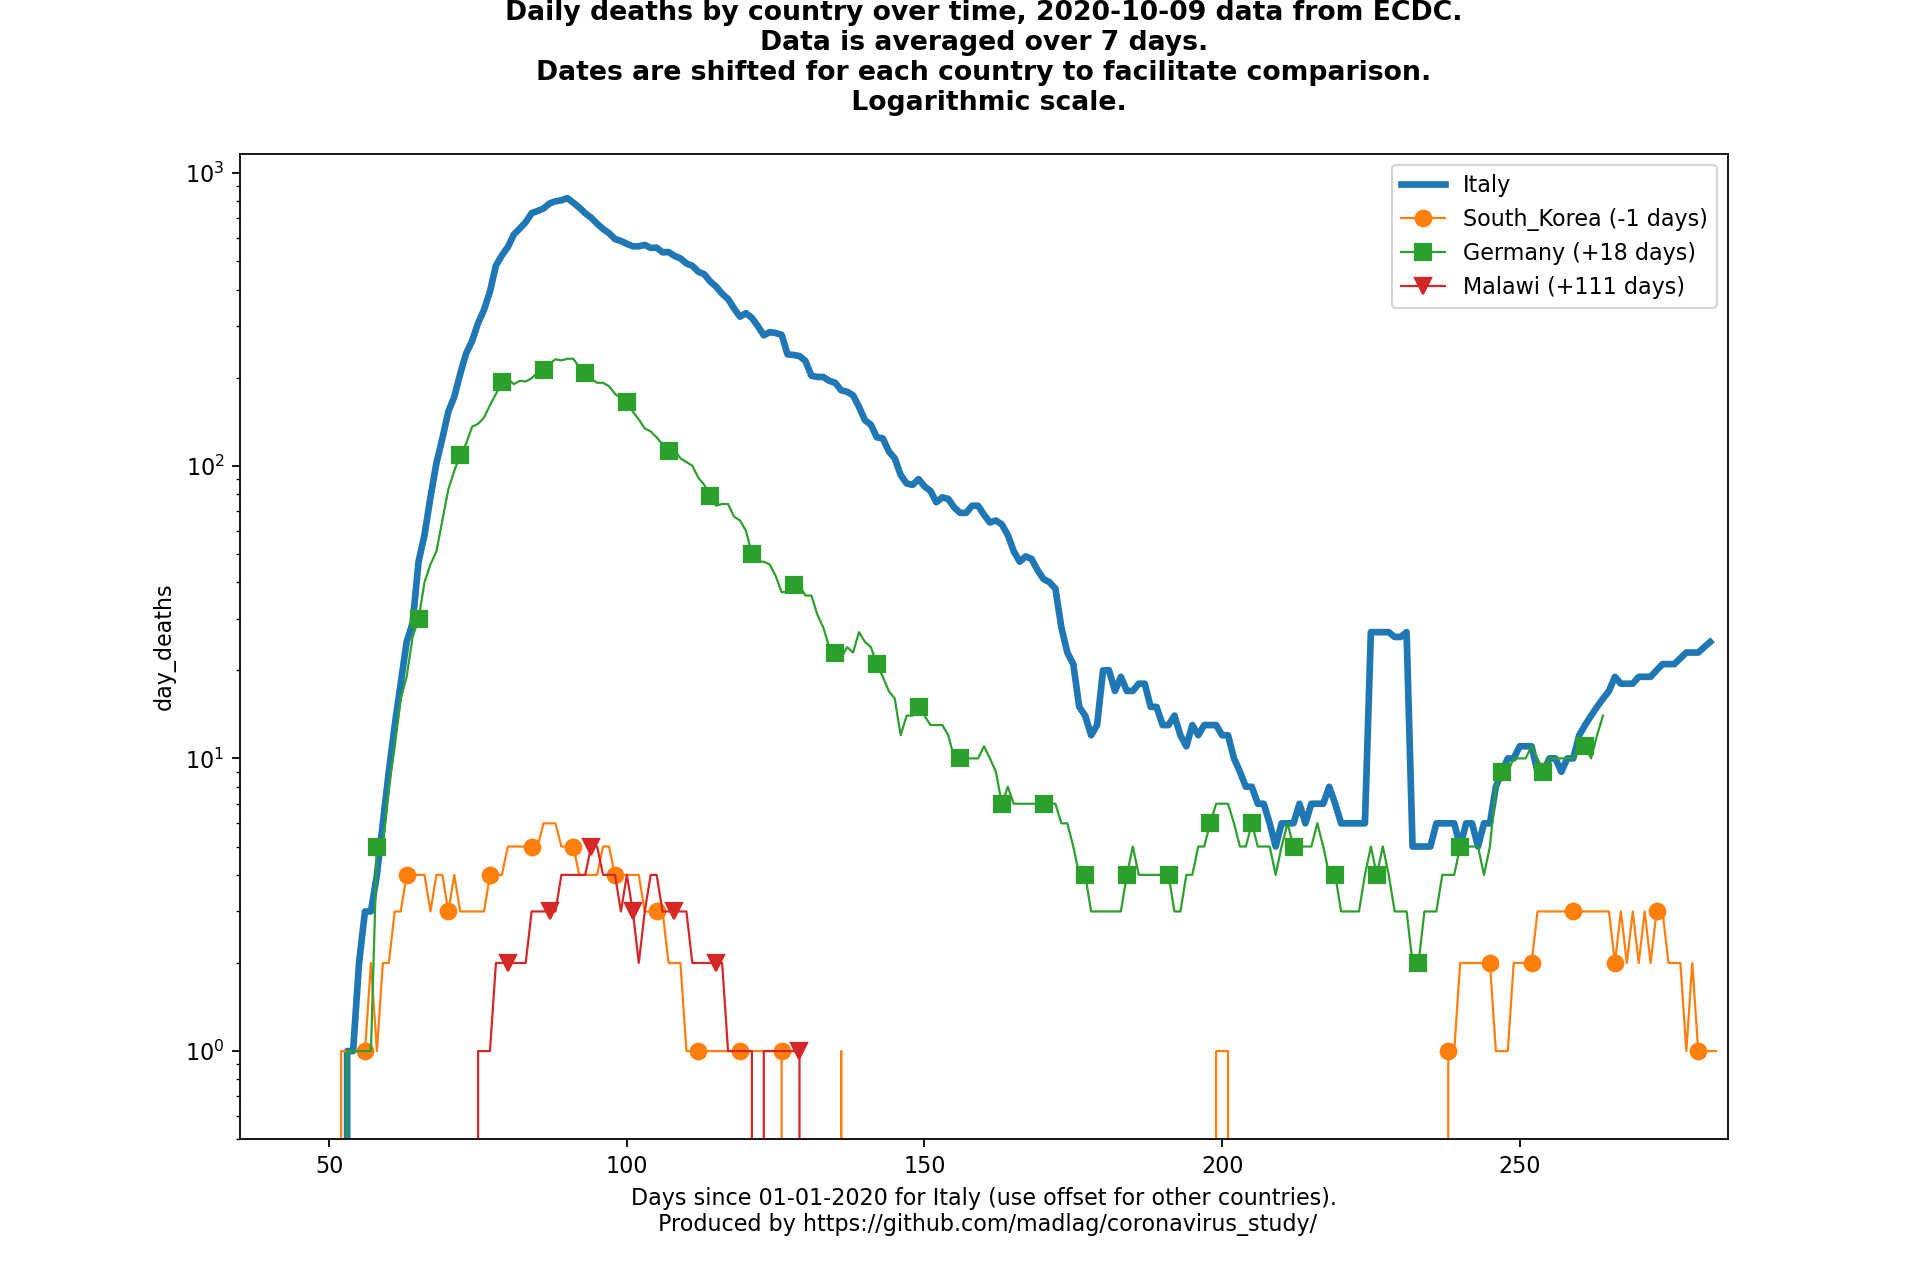 Daily deaths by country over time, 2020-10-09 data from ECDC.
Data is averaged over 7 days.
Dates are shifted for each country to facilitate comparison.
Logarithmic scale.
10³
10²
10¹
10⁰
day_deaths
Italy
South_Korea (-1 days)
Germany (+18 days)
Malawi (+111 days)
50 100 150 200 250
Days since 01-01-2020 for Italy (use offset for other countries).
Produced by https://github.com/madlag/coronavirus_study/